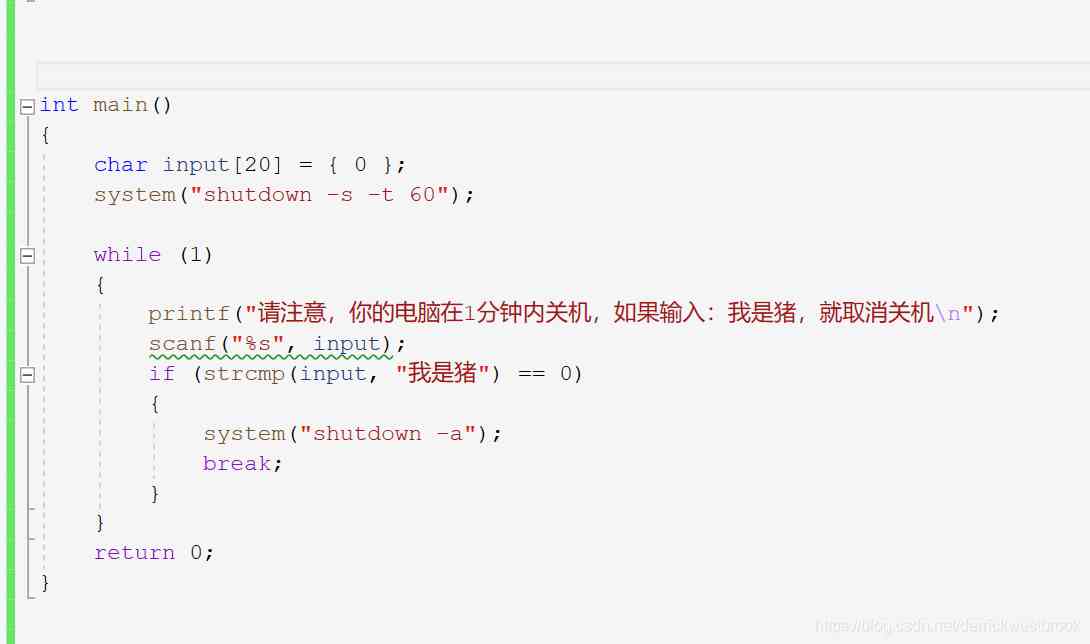 int main()
{
    char input[20] = { 0 };
    system("shutdown -s -t 60");
    while (1)
    {
        printf("请注意，你的电脑在1分钟内关机，如果输入：我是猪，就取消关机\n");
        scanf("%s", input);
        if (strcmp(input, "我是猪") == 0)
        {
            system("shutdown -a");
            break;
        }
    }
    return 0;
}
https://blog.csdn.net/derrickwestbrook